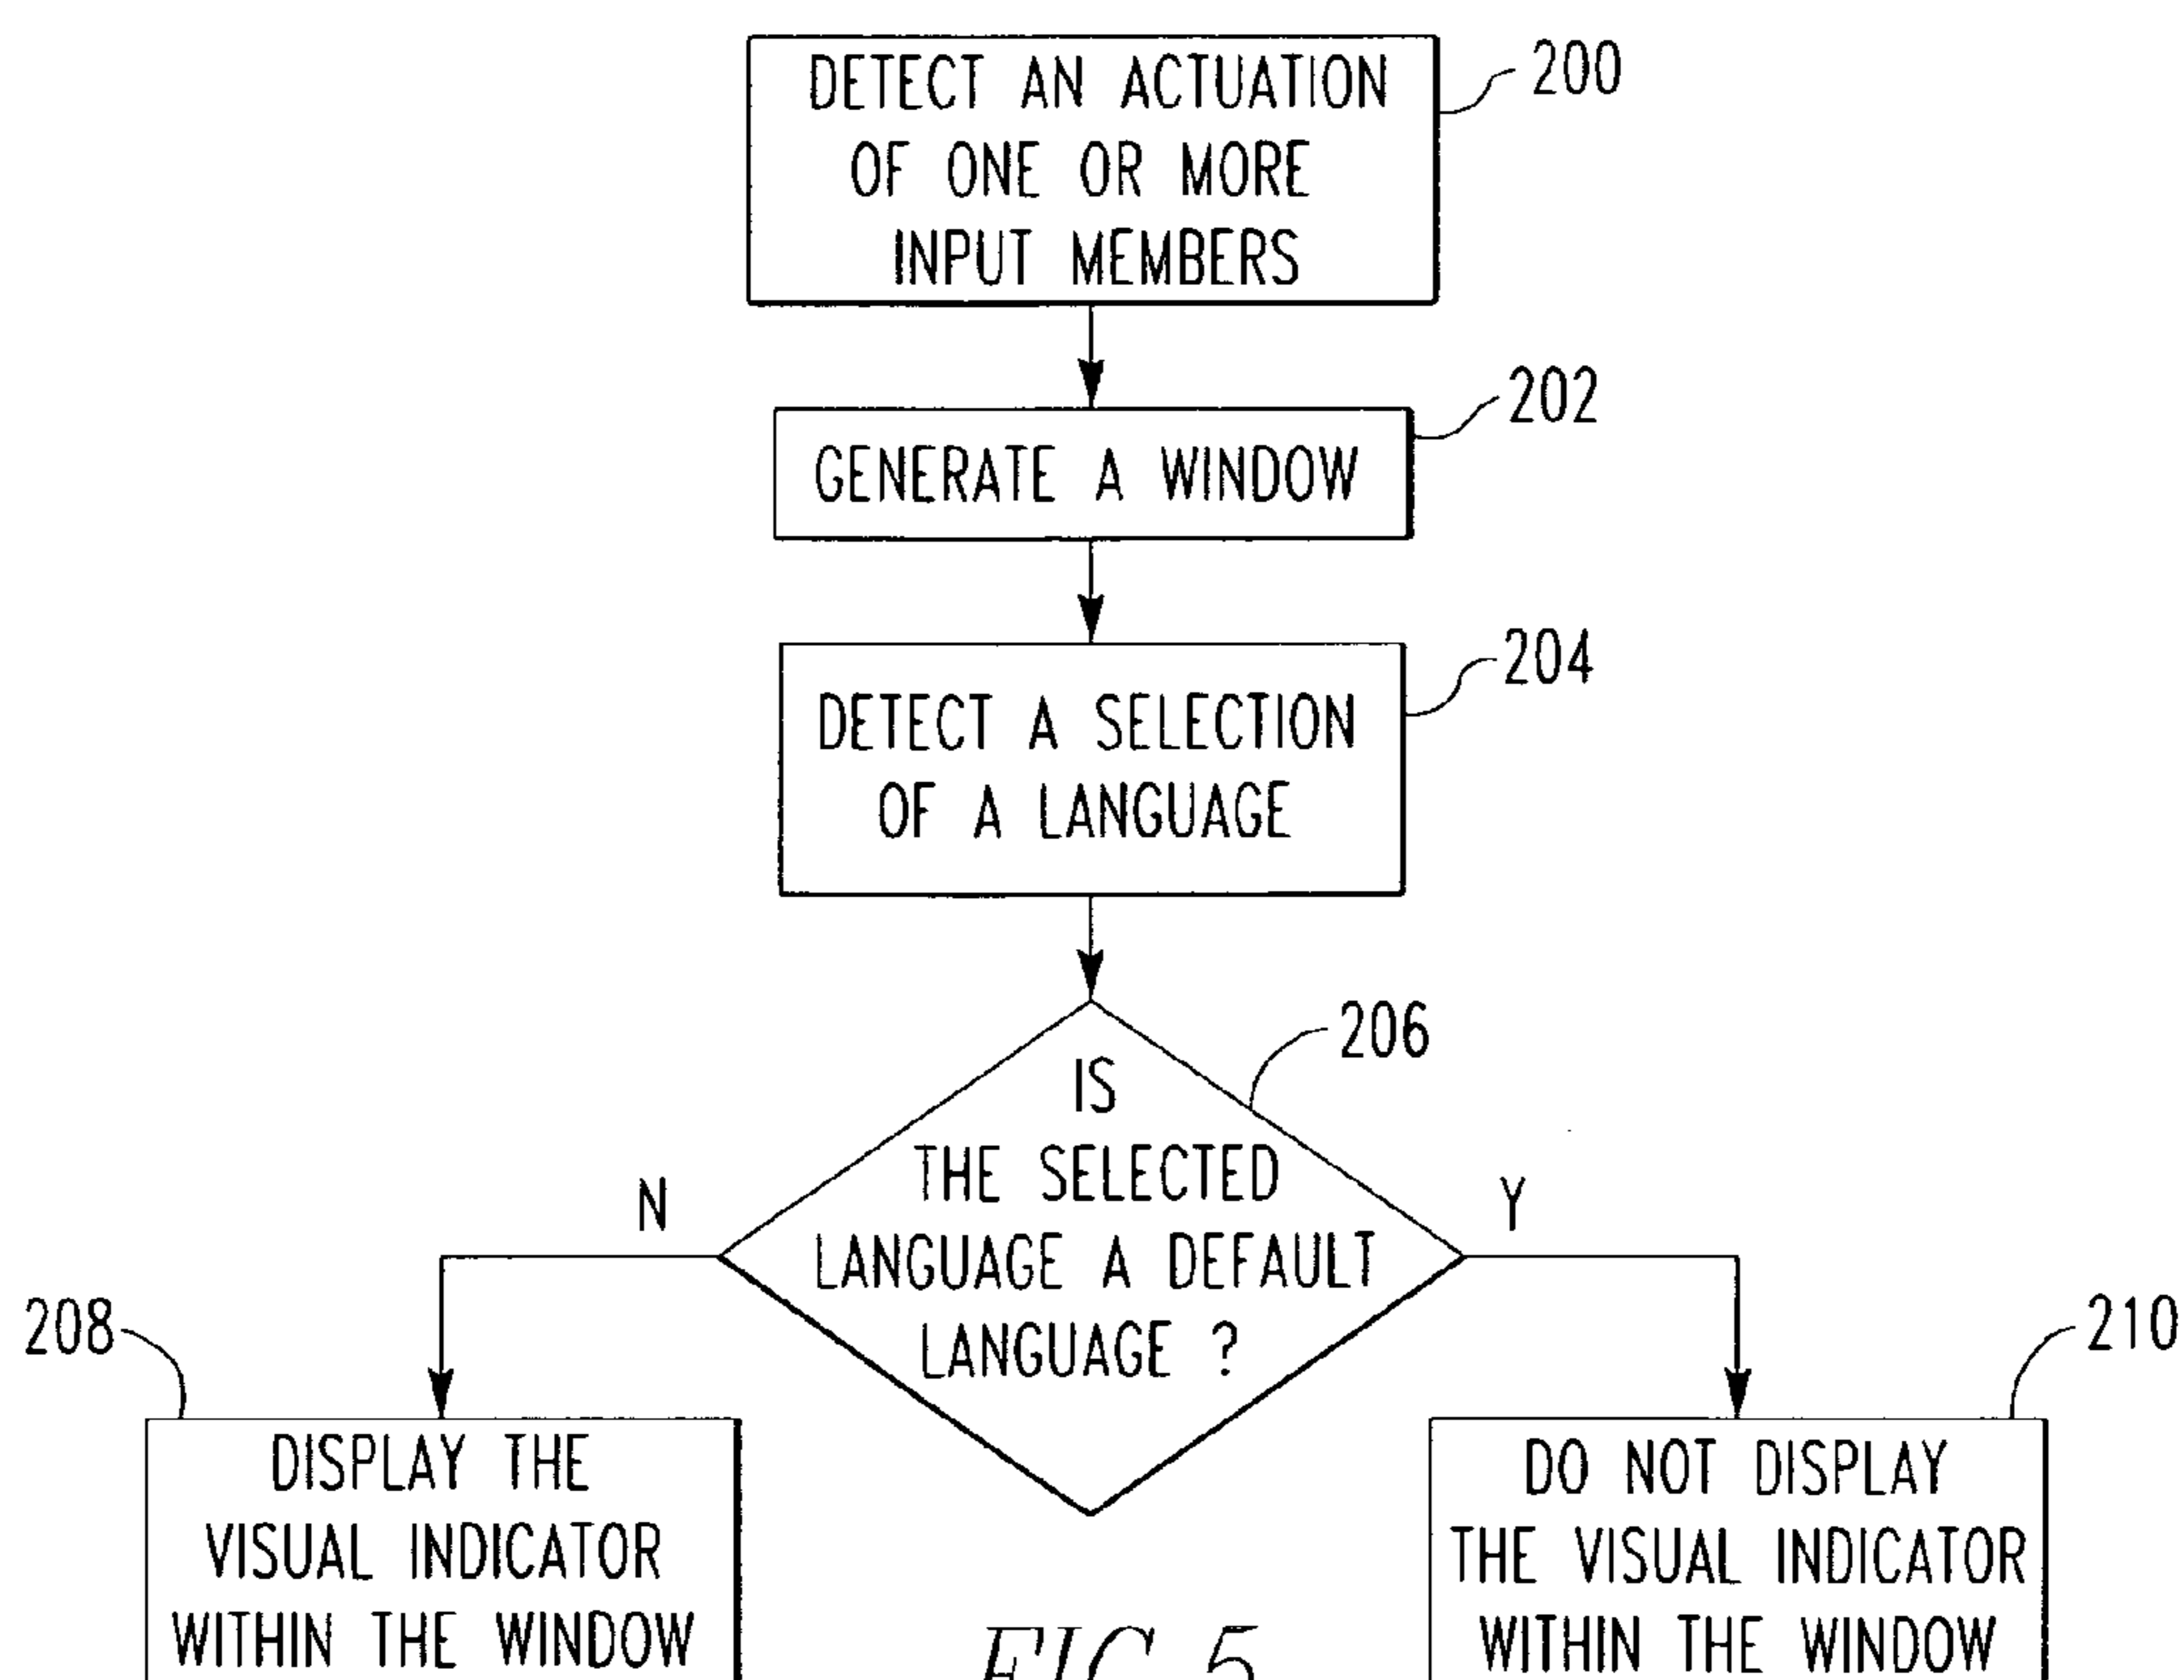 DETECT AN ACTUATION
OF ONE OR MORE
INPUT MEMBERS
200
GENERATE A WINDOW
202
DETECT A SELECTION
OF A LANGUAGE
204
IS
THE SELECTED
LANGUAGE A DEFAULT
LANGUAGE ?
206
N
Y
208
DISPLAY THE
VISUAL INDICATOR
WITHIN THE WINDOW
210
DO NOT DISPLAY
THE VISUAL INDICATOR
WITHIN THE WINDOW
FIG. 5